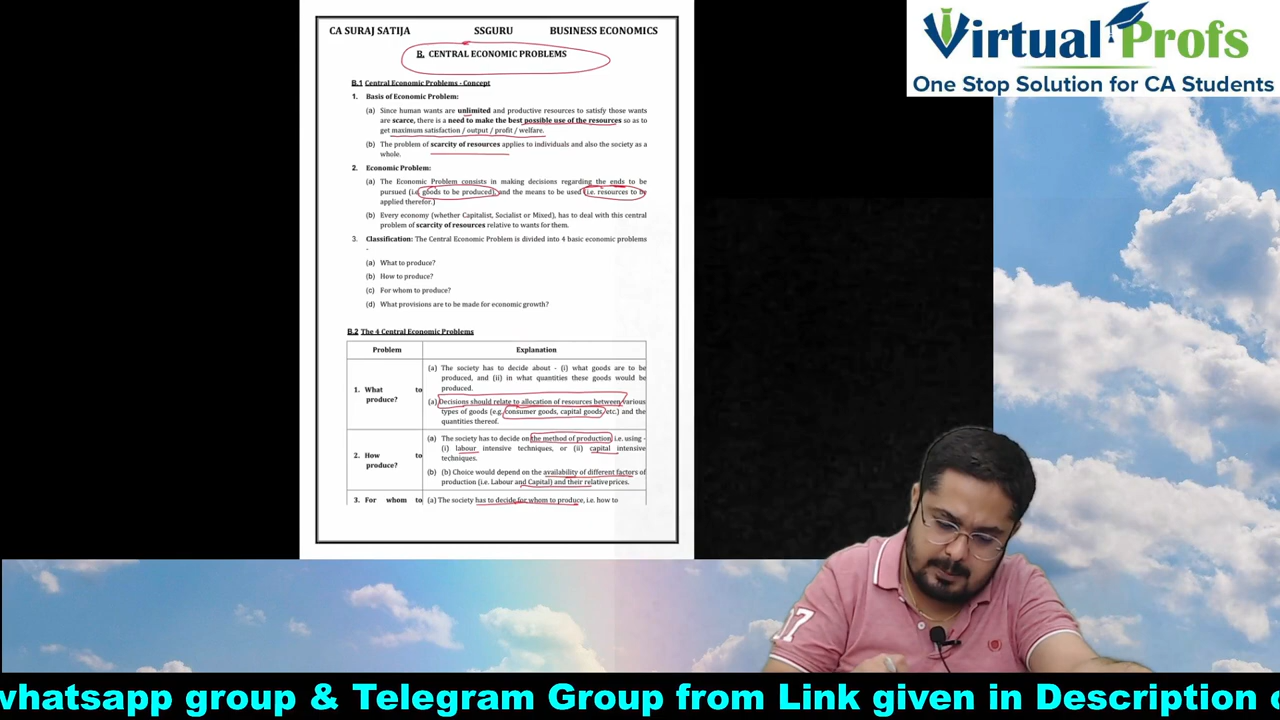 CA SURAJ SATIJA SSGURU BUSINESS ECONOMICS
B. CENTRAL ECONOMIC PROBLEMS
B.1 Central Economic Problems - Concept
1. Basis of Economic Problem:
(a) Since human wants are unlimited and productive resources to satisfy those wants
are scarce, there is a need to make the best possible use of the resources so as to
get maximum satisfaction / output / profit / welfare.
(b) The problem of scarcity of resources applies to individuals and also the society as a
whole.
2. Economic Problem:
(a) The Economic Problem consists in making decisions regarding the ends to be
pursued (i.e. goods to be produced), and the means to be used (i.e. resources to be
applied therefor.)
(b) Every economy (whether Capitalist, Socialist or Mixed), has to deal with this central
problem of scarcity of resources relative to wants for them.
3. Classification: The Central Economic Problem is divided into 4 basic economic problems
-
(a) What to produce?
(b) How to produce?
(c) For whom to produce?
(d) What provisions are to be made for economic growth?
B.2 The 4 Central Economic Problems
Problem Explanation
1. What to
produce?
(a) The society has to decide about - (i) what goods are to be
produced, and (ii) in what quantities these goods would be
produced.
(a) Decisions should relate to allocation of resources between various
types of goods (e.g. consumer goods, capital goods, etc.) and the
quantities thereof.
2. How to
produce?
(a) The society has to decide on the method of production, i.e. using -
(i) labour intensive techniques, or (ii) capital intensive
techniques.
(b) (b) Choice would depend on the availability of different factors of
production (i.e. Labour and Capital) and their relative prices.
3. For whom to
(a) The society has to decide for whom to produce, i.e. how to
Virtual Profs
One Stop Solution for CA Students
17
whatsapp group & Telegram Group from Link given in Description